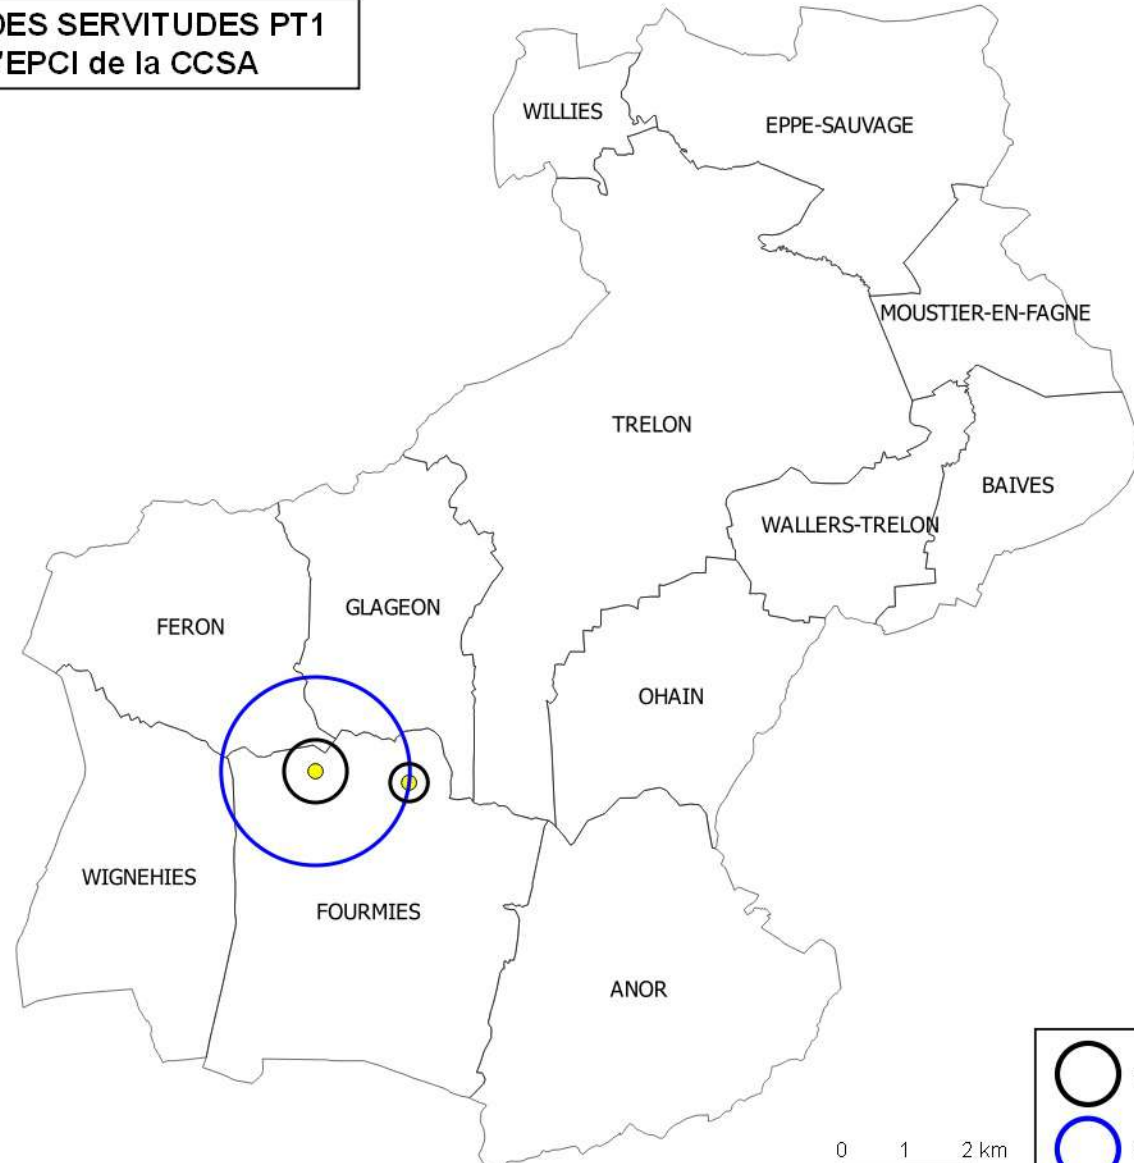 DES SERVITUDES PT1
'EPCI de la CCSA
WILLIES
EPPE-SAUVAGE
MOUSTIER-EN-FAGNE
TRELON
BAIVES
WALLERS-TRELON
GLAGEON
FERON
OHAIN
WIGNEHIES
FOURMIES
ANOR
0 1 2 km